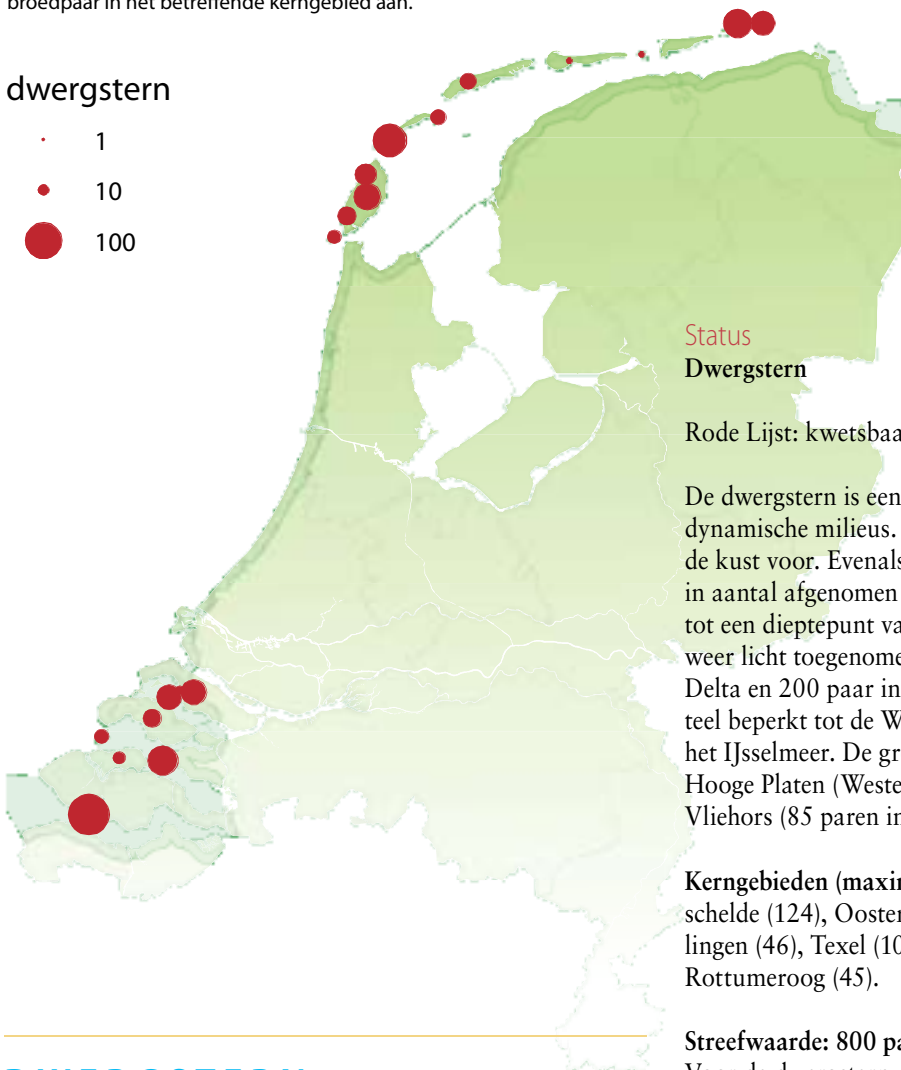 broedpaar in het betreffende kerngebied aan.
dwergstern
1
10
100
Status
Dwergstern
Rode Lijst: kwetsbaa
De dwergstern is een
dynamische milieus.
de kust voor. Evenals
in aantal afgenomen
tot een dieptepunt va
weer licht toegenome
Delta en 200 paar in
teel beperkt tot de W
het IJsselmeer. De gr
Hooge Platen (Weste
Vliehors (85 paren in
Kerngebieden (maxim
schelde (124), Ooster
lingen (46), Texel (10
Rottumeroog (45).
Streefwaarde: 800 pa